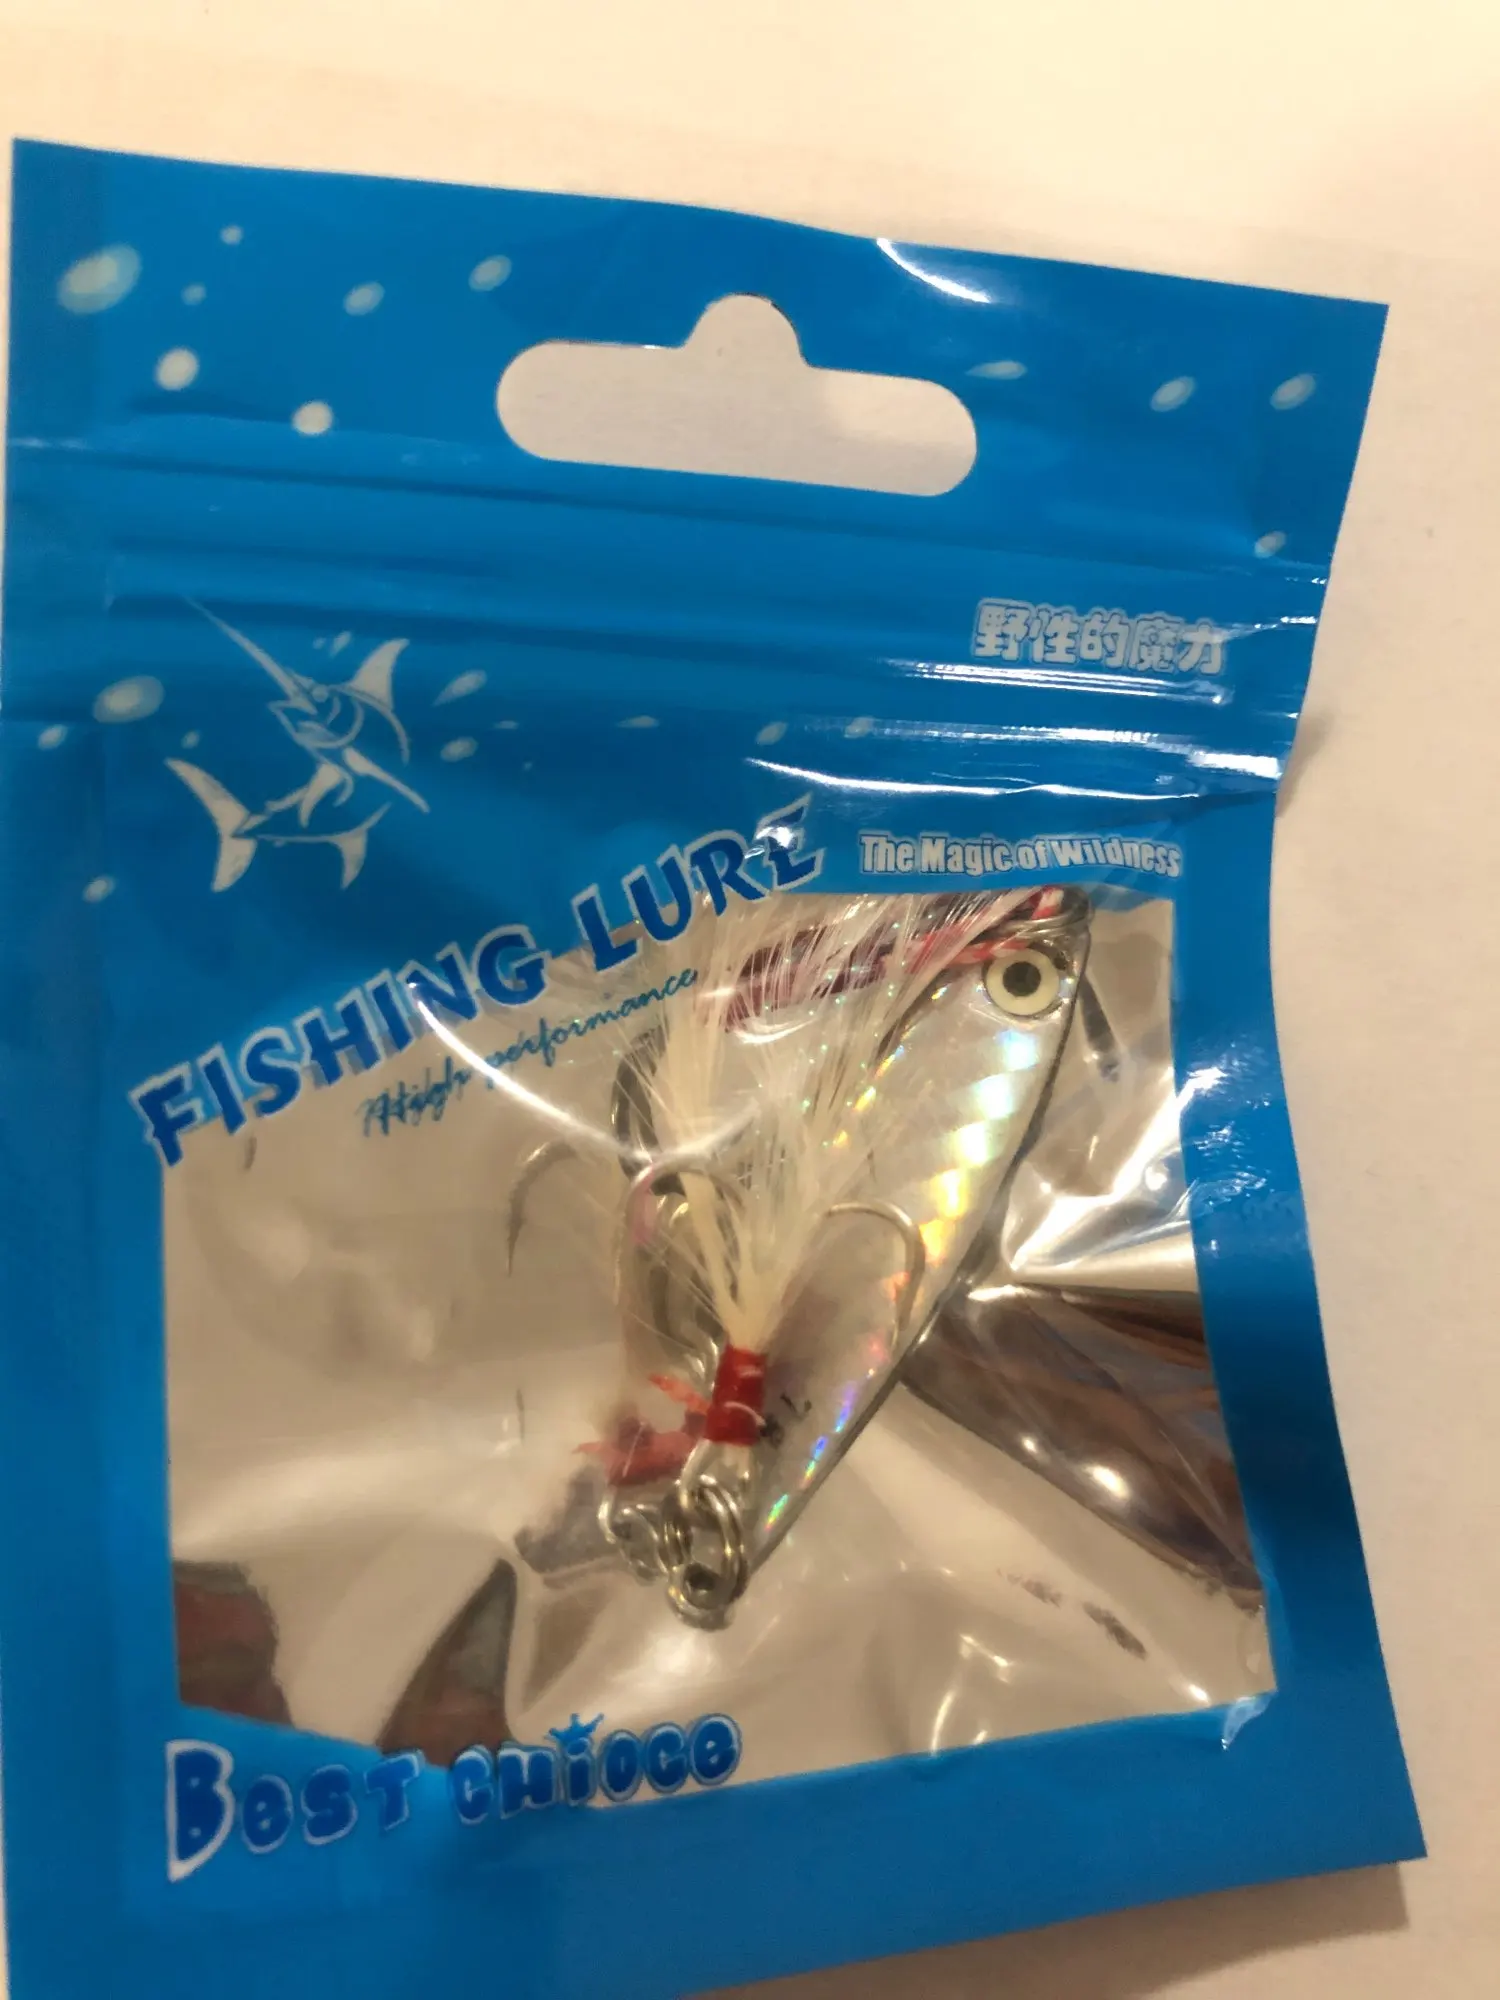 野性的魔力
The Magic of Wildness
FISHING LURE
High performance
BEST CHIOCE